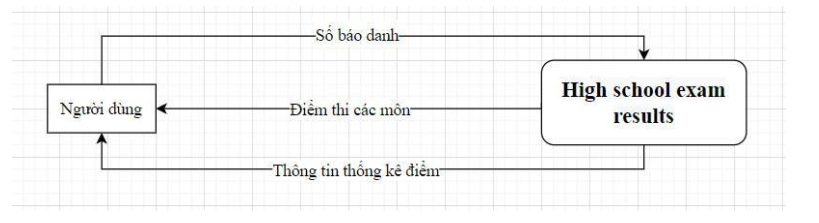 Số báo danh
High school exam
results
Người dùng
Điểm thi các môn
Thông tin thống kê điểm